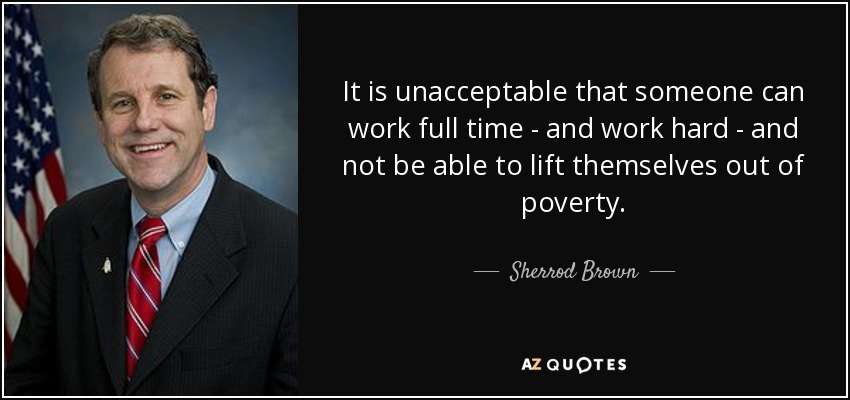 It is unacceptable that someone can
work full time - and work hard - and
not be able to lift themselves out of
poverty.
Sherrod Brown
AZ QUOTES